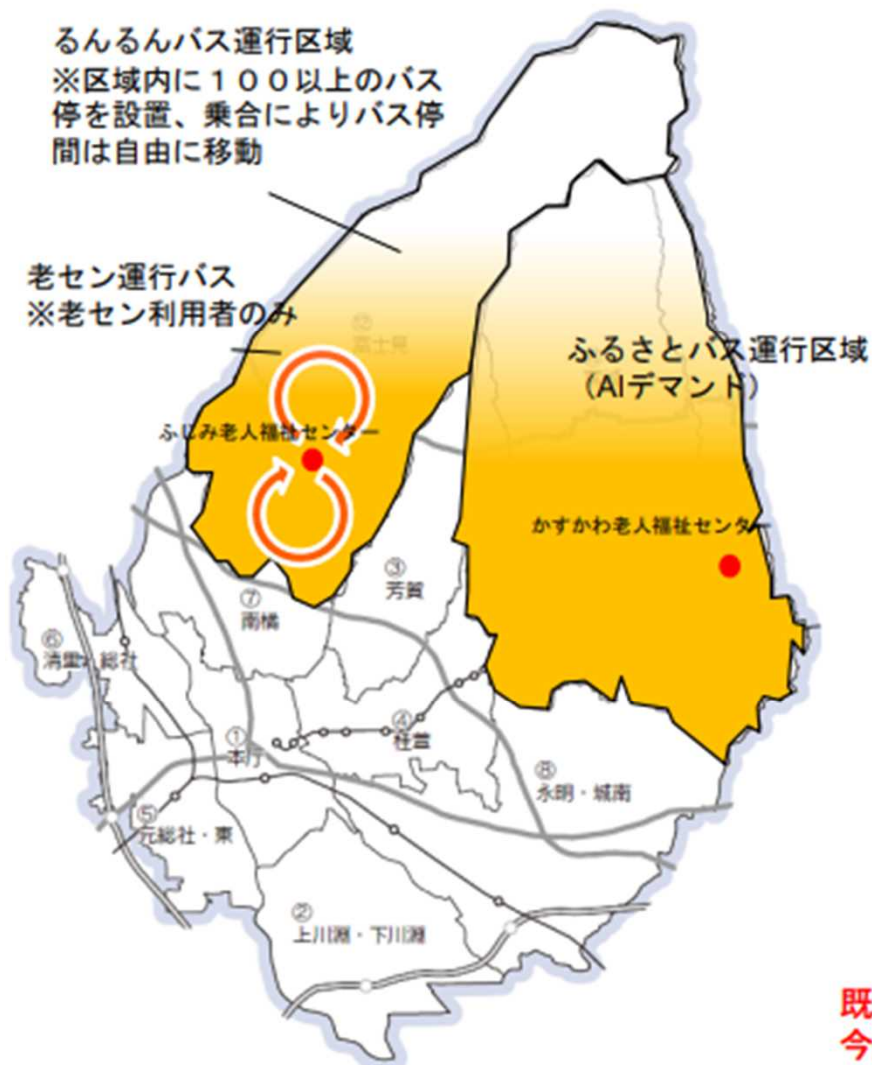 るんるんバス運行区域
※区域内に１００以上のバス
停を設置、乗合によりバス停
間は自由に移動
老セン運行バス
※老セン利用者のみ
富士見
ふるさとバス運行区域
（AIデマンド）
ふじみ老人福祉センター
かすかわ老人福祉センター
③
芳賀
⑦
南橘
⑥
清里・総社
①
本庁
④
桂萱
⑧
永明・城南
⑤
元総社・東
②
上川淵・下川淵
既
今